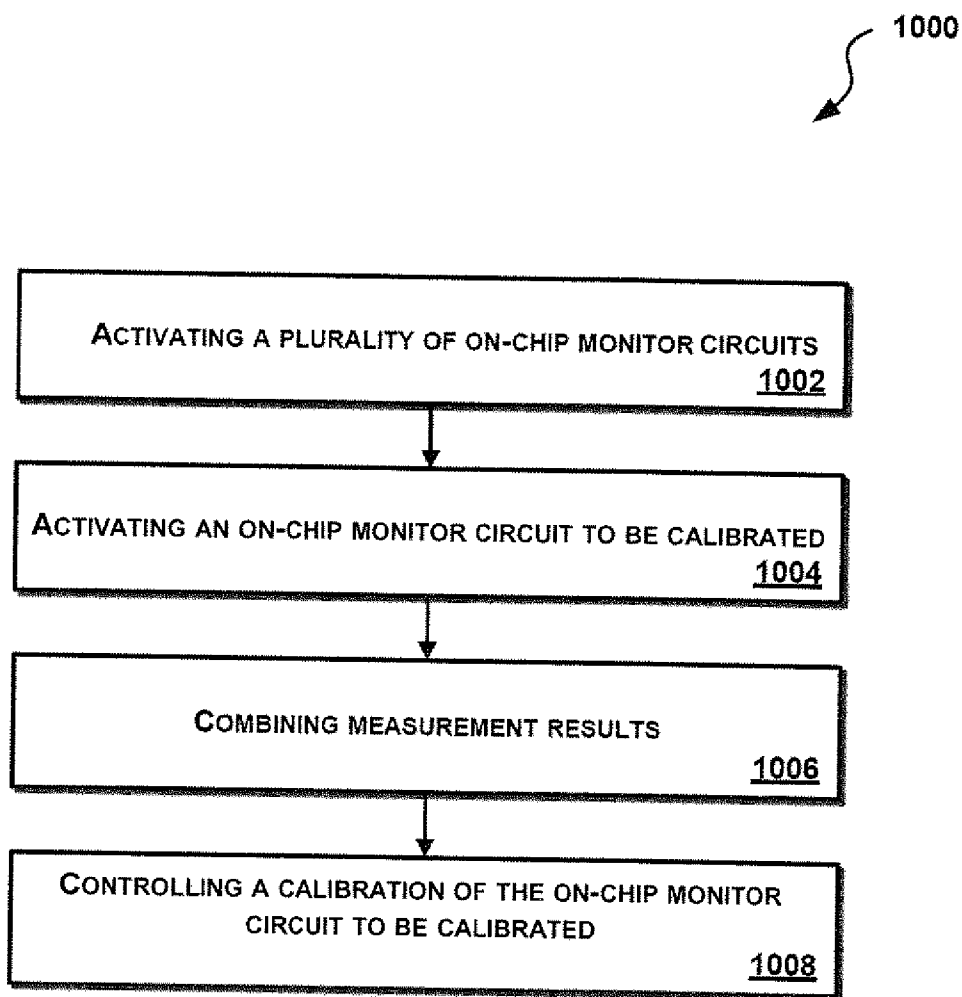 1000
ACTIVATING A PLURALITY OF ON-CHIP MONITOR CIRCUITS
1002
ACTIVATING AN ON-CHIP MONITOR CIRCUIT TO BE CALIBRATED
1004
COMBINING MEASUREMENT RESULTS
1006
CONTROLLING A CALIBRATION OF THE ON-CHIP MONITOR
CIRCUIT TO BE CALIBRATED
1008